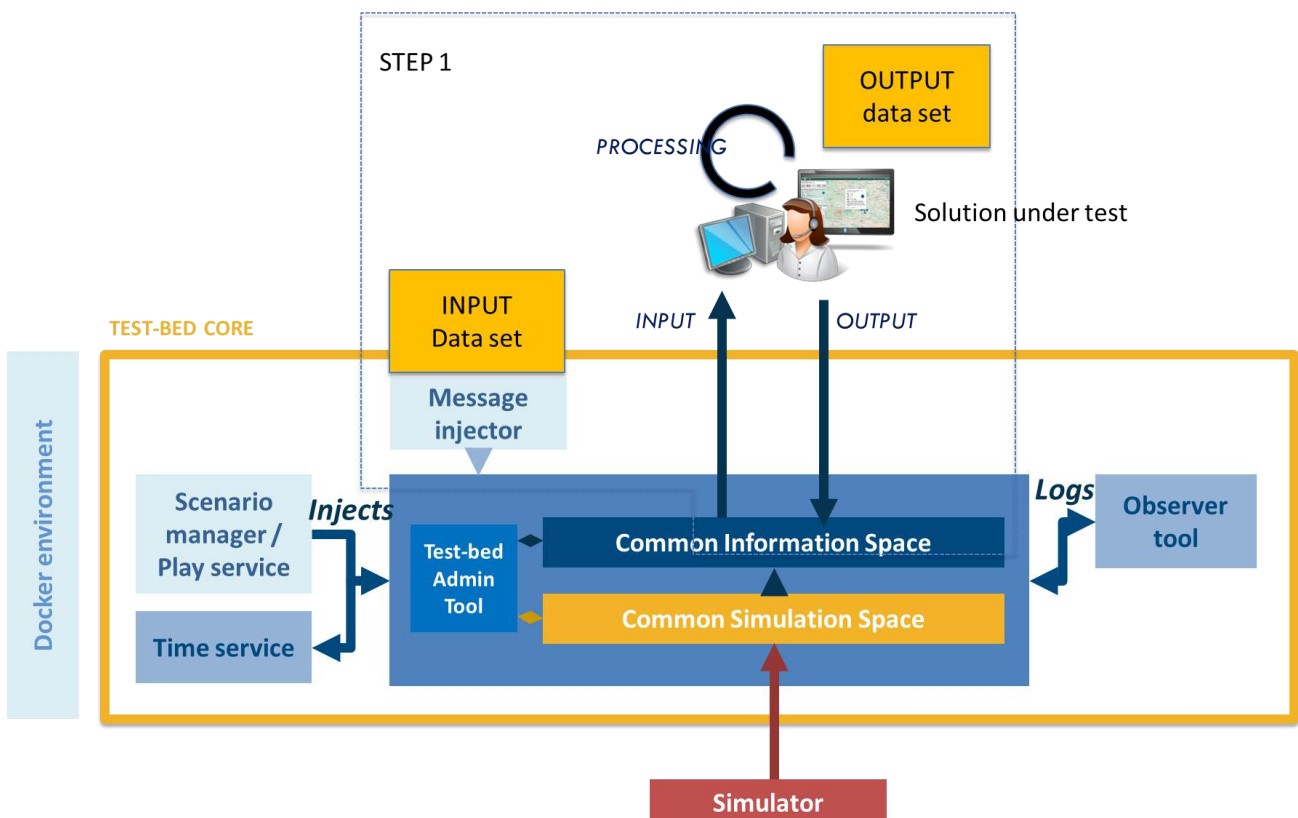 STEP 1
OUTPUT
data set
PROCESSING
Solution under test
INPUT
Data set
INPUT
OUTPUT
TEST-BED CORE
Message
injector
Docker environment
Scenario
manager /
Play service
Injects
Logs
Observer
tool
Test-bed
Admin
Tool
Common Information Space
Common Simulation Space
Time service
Simulator